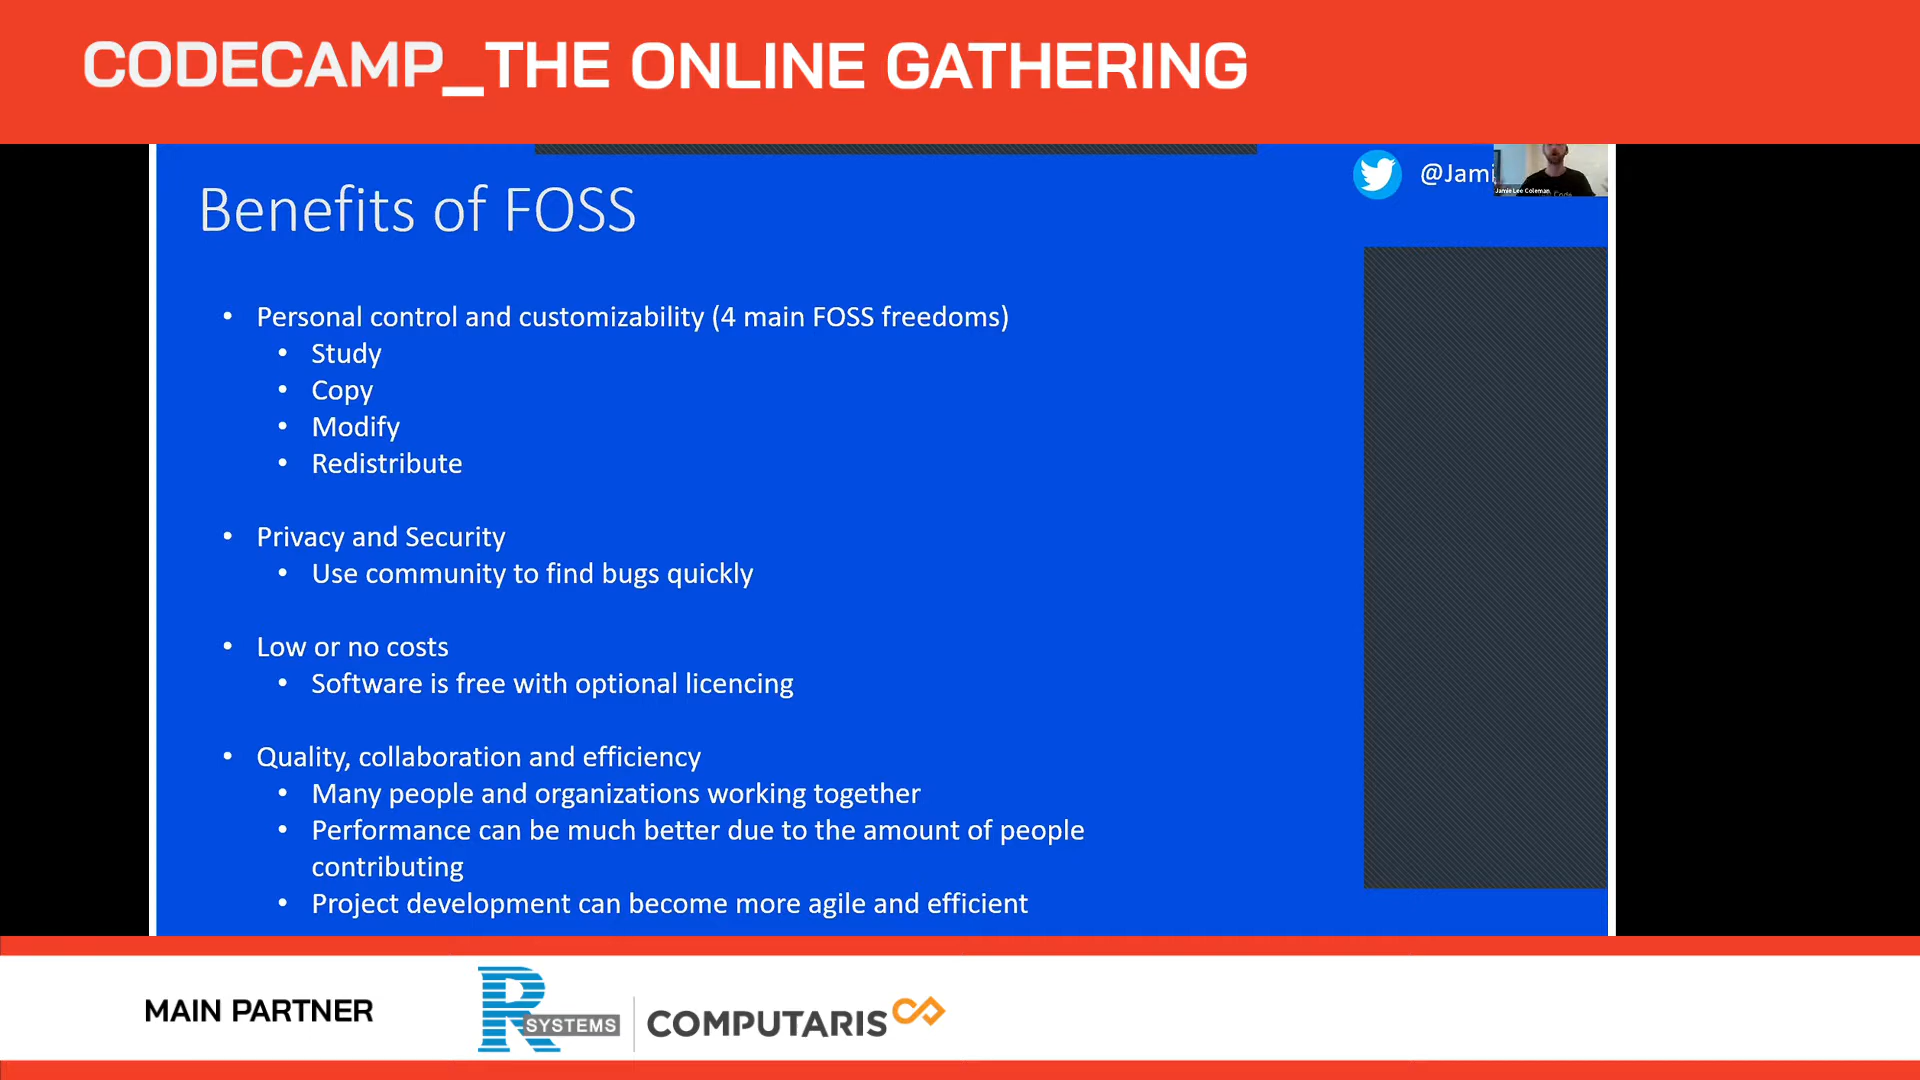 CODECAMP_THE ONLINE GATHERING
@Jami
Jamie Lee Coleman
Benefits of FOSS
• Personal control and customizability (4 main FOSS freedoms)
• Study
• Copy
• Modify
• Redistribute
• Privacy and Security
• Use community to find bugs quickly
• Low or no costs
• Software is free with optional licencing
• Quality, collaboration and efficiency
• Many people and organizations working together
• Performance can be much better due to the amount of people
contributing
• Project development can become more agile and efficient
MAIN PARTNER
R SYSTEMS
COMPUTARIS